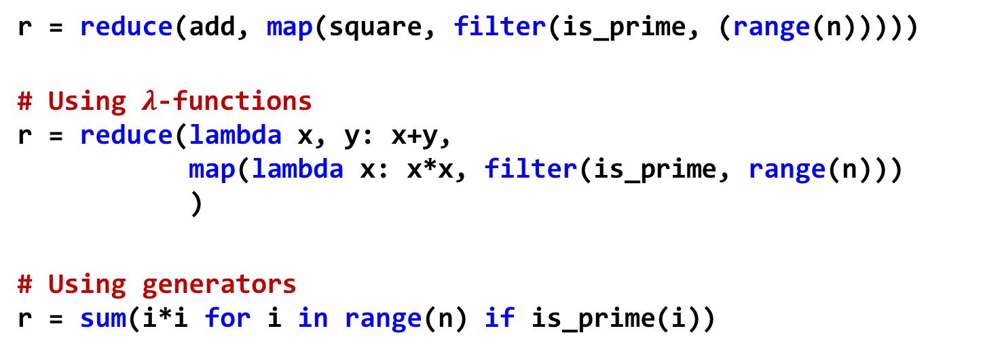 r = reduce(add, map(square, filter(is_prime, (range(n)))))
# Using λ-functions
r = reduce(lambda x, y: x+y,
map(lambda x: x*x, filter(is_prime, range(n)))
)
# Using generators
r = sum(i*i for i in range(n) if is_prime(i))